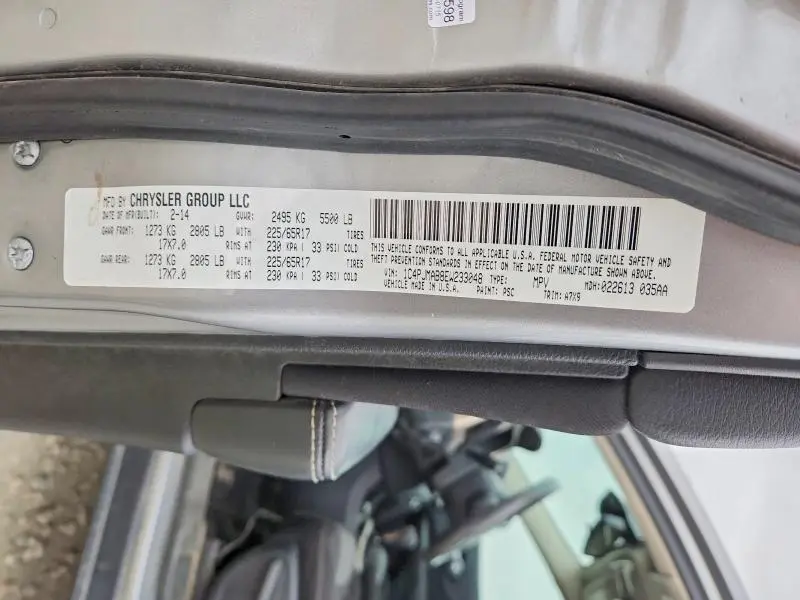 MFD BY CHRYSLER GROUP LLC
DATE OF MFR(BUILT): 2-14 GVWR: 2495 KG 5500 LB
GAWR FRONT: 1273 KG 2805 LB WITH 225/65R17 TIRES
17X7.0 RIMS AT 230 KPA ( 33 PSI) COLD
GAWR REAR: 1273 KG 2805 LB WITH 225/65R17 TIRES
17X7.0 RIMS AT 230 KPA ( 33 PSI) COLD
THIS VEHICLE CONFORMS TO ALL APPLICABLE U.S.A. FEDERAL MOTOR VEHICLE SAFETY AND
THEFT PREVENTION STANDARDS IN EFFECT ON THE DATE OF MANUFACTURE SHOWN ABOVE.
VIN: 1C4PJMAB8EW233048 TYPE: MPV MDH: 022613 035AA
VEHICLE MADE IN U.S.A. PAINT: PSC TRIM: A7X9